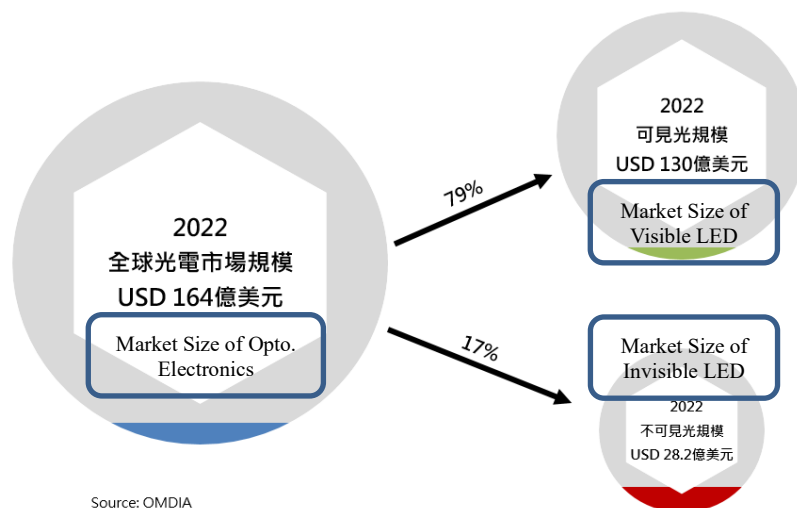 2022
全球光電市場規模
USD 164億美元
Market Size of Opto.
Electronics
79%
17%
2022
可見光規模
USD 130億美元
Market Size of
Visible LED
Market Size of
Invisible LED
2022
不可見光規模
USD 28.2億美元
Source: OMDIA